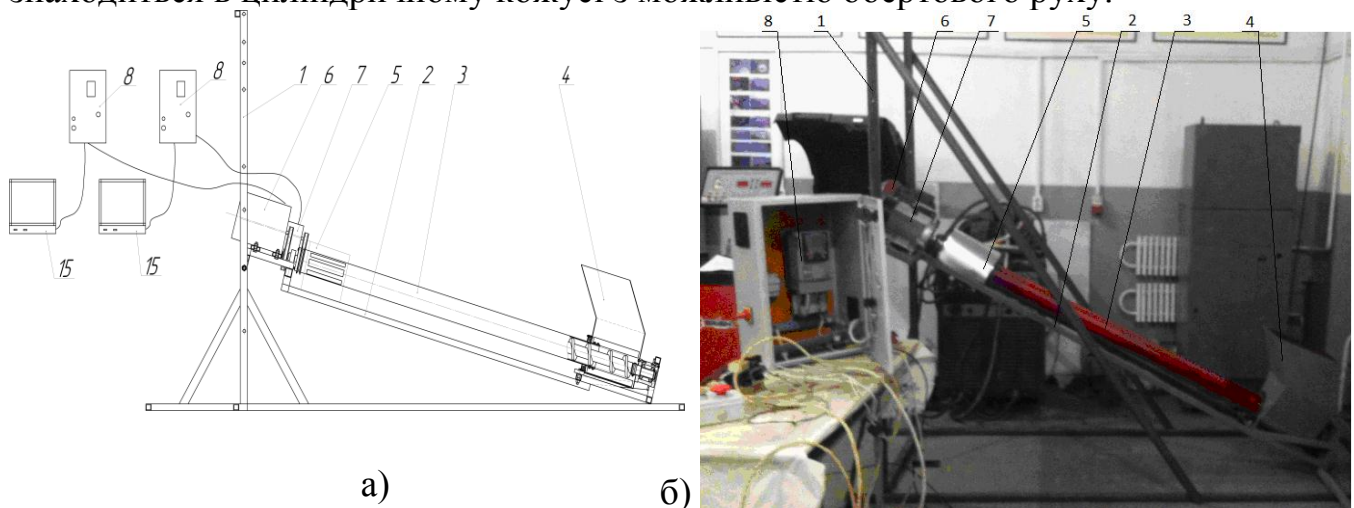 знаходиться в циліндричному кожусі з можливістю обертового руху.
8 1 6 7 5 2 3 4
8 8 1 6 7 5 2 3 4
15 15
а) б)